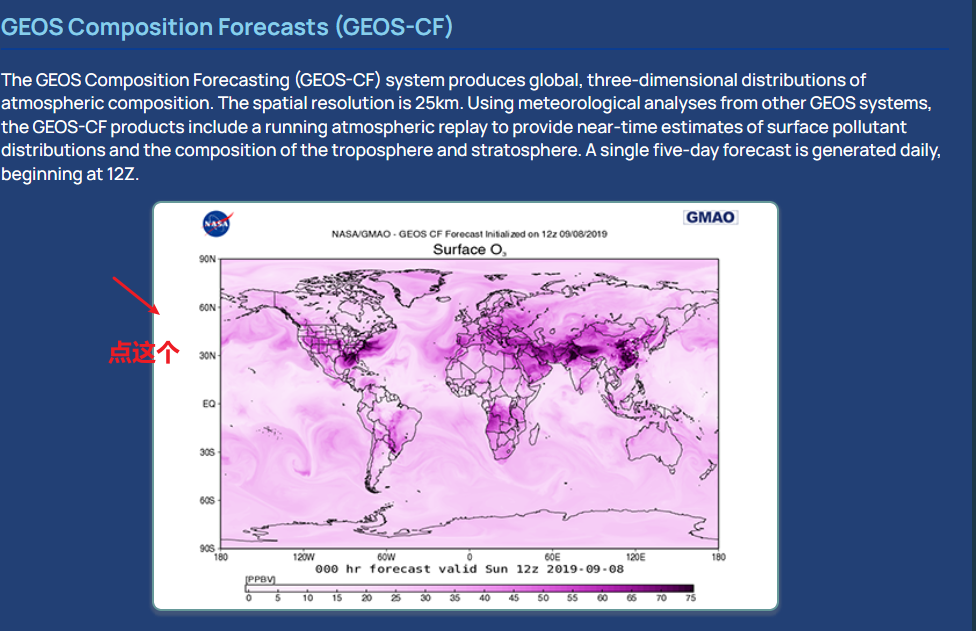 GEOS Composition Forecasts (GEOS-CF)
The GEOS Composition Forecasting (GEOS-CF) system produces global, three-dimensional distributions of
atmospheric composition. The spatial resolution is 25km. Using meteorological analyses from other GEOS systems,
the GEOS-CF products include a running atmospheric replay to provide near-time estimates of surface pollutant
distributions and the composition of the troposphere and stratosphere. A single five-day forecast is generated daily,
beginning at 12Z.
NASA
GMAO
NASA/GMAO - GEOS CF Forecast Initialized on 12z 09/08/2019
Surface O₃
90N
60N
点这个
30N
EQ
30S
60S
90S
180 120W 60W 0 60E 120E 180
000 hr forecast valid Sun 12z 2019-09-08
[PPBV]
0 5 10 15 20 25 30 35 40 45 50 55 60 65 70 75